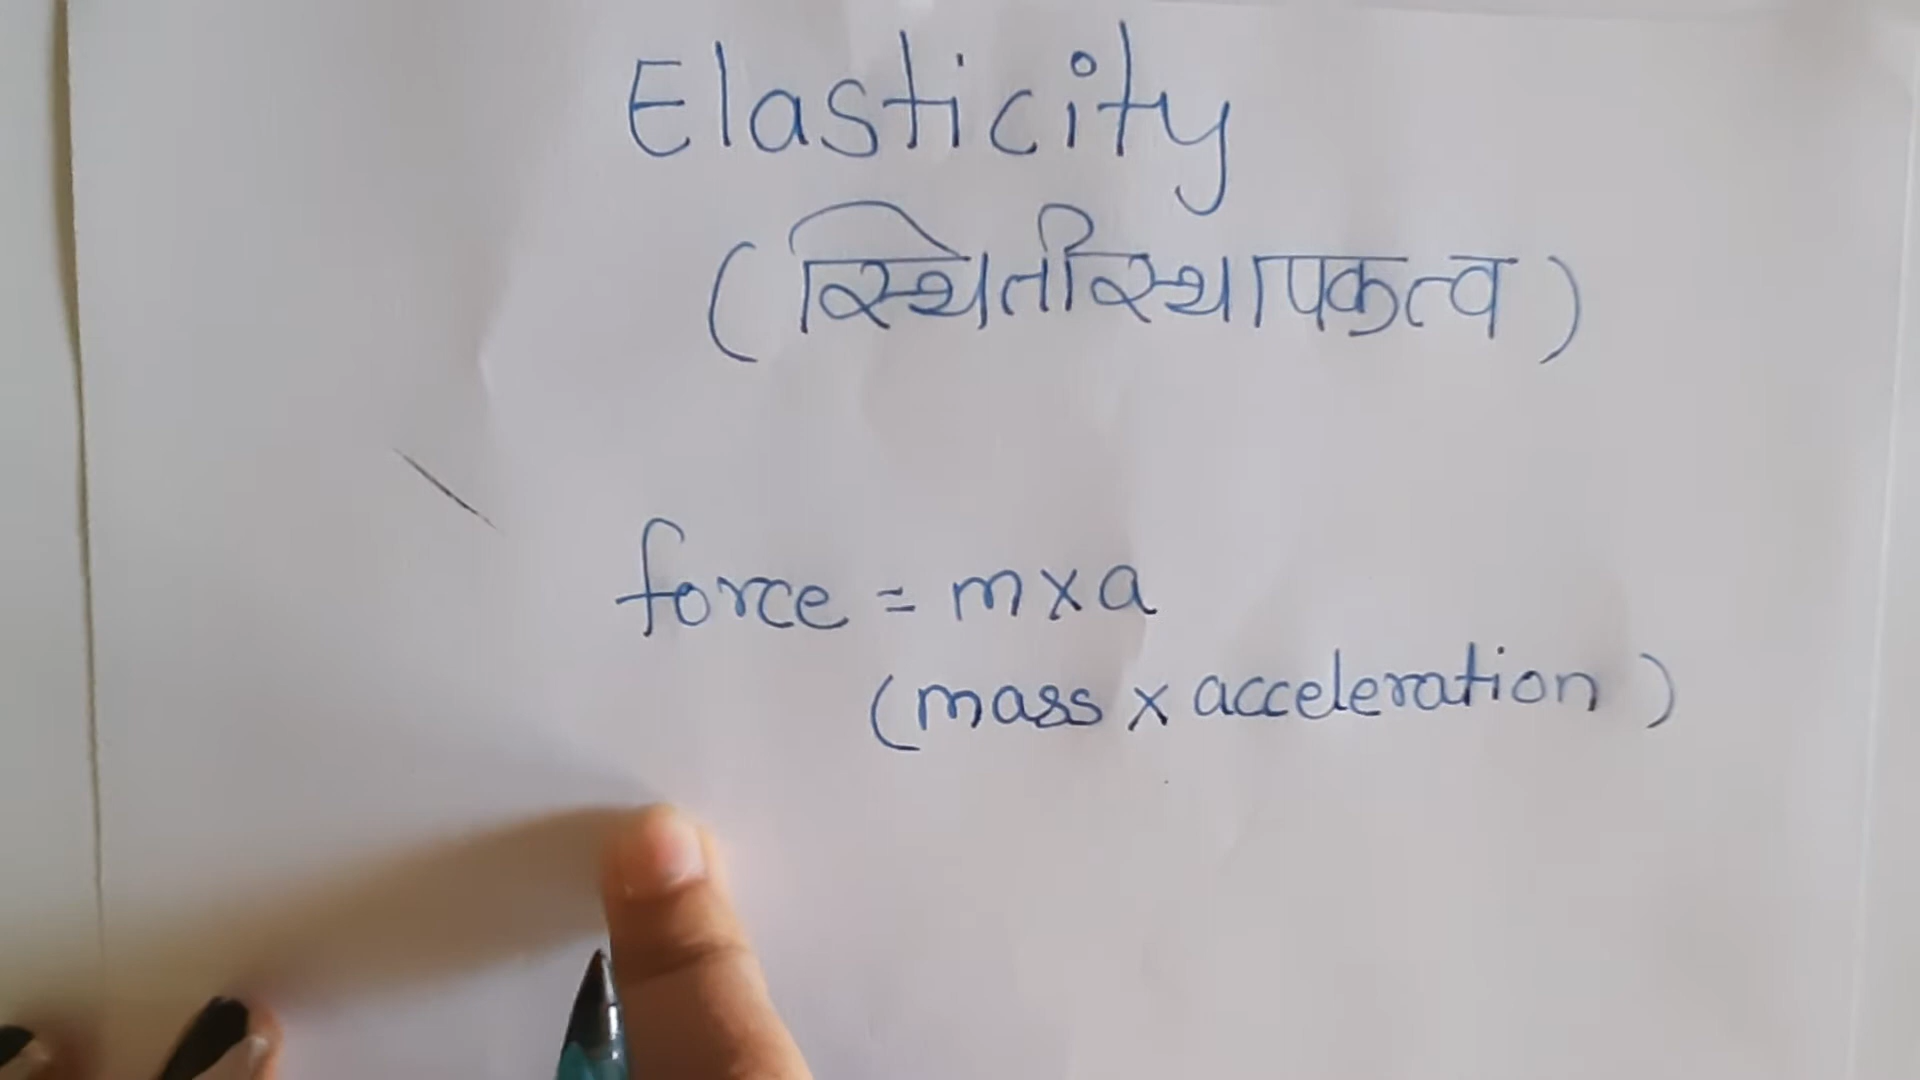 Elasticity
(स्थितीस्थापकत्व)
force = m x a
(mass x acceleration)